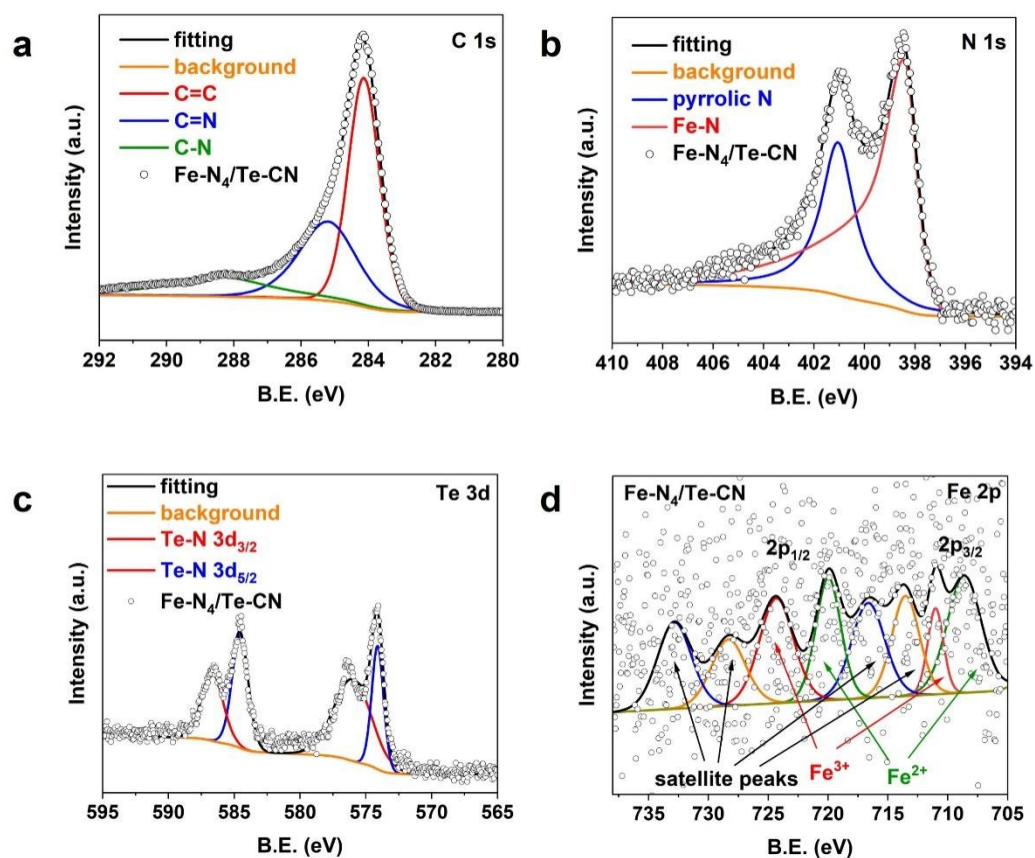 a
fitting
background
C=C
C=N
C-N
Fe-N₄/Te-CN
C 1s
Intensity (a.u.)
292 290 288 286 284 282 280
B.E. (eV)
b
fitting
background
pyrrolic N
Fe-N
Fe-N₄/Te-CN
N 1s
Intensity (a.u.)
410 408 406 404 402 400 398 396 394
B.E. (eV)
c
fitting
background
Te-N 3d₃/₂
Te-N 3d₅/₂
Fe-N₄/Te-CN
Te 3d
Intensity (a.u.)
595 590 585 580 575 570 565
B.E. (eV)
d
Fe-N₄/Te-CN
Fe 2p
2p₁/₂
2p₃/₂
satellite peaks
Fe³⁺
Fe²⁺
Intensity (a.u.)
735 730 725 720 715 710 705
B.E. (eV)